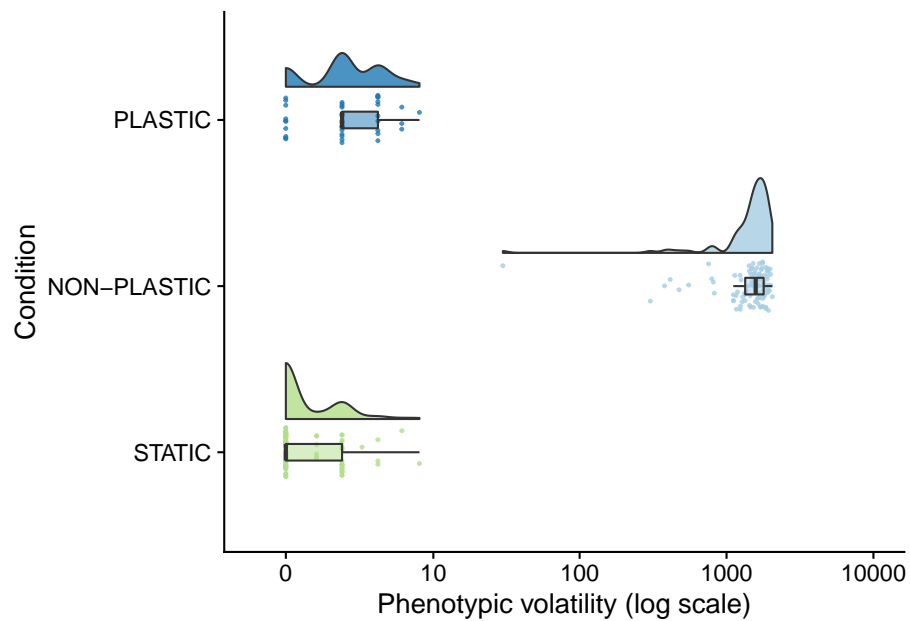 PLASTIC
NON−PLASTIC
STATIC
Condition
0 10 100 1000 10000
Phenotypic volatility (log scale)